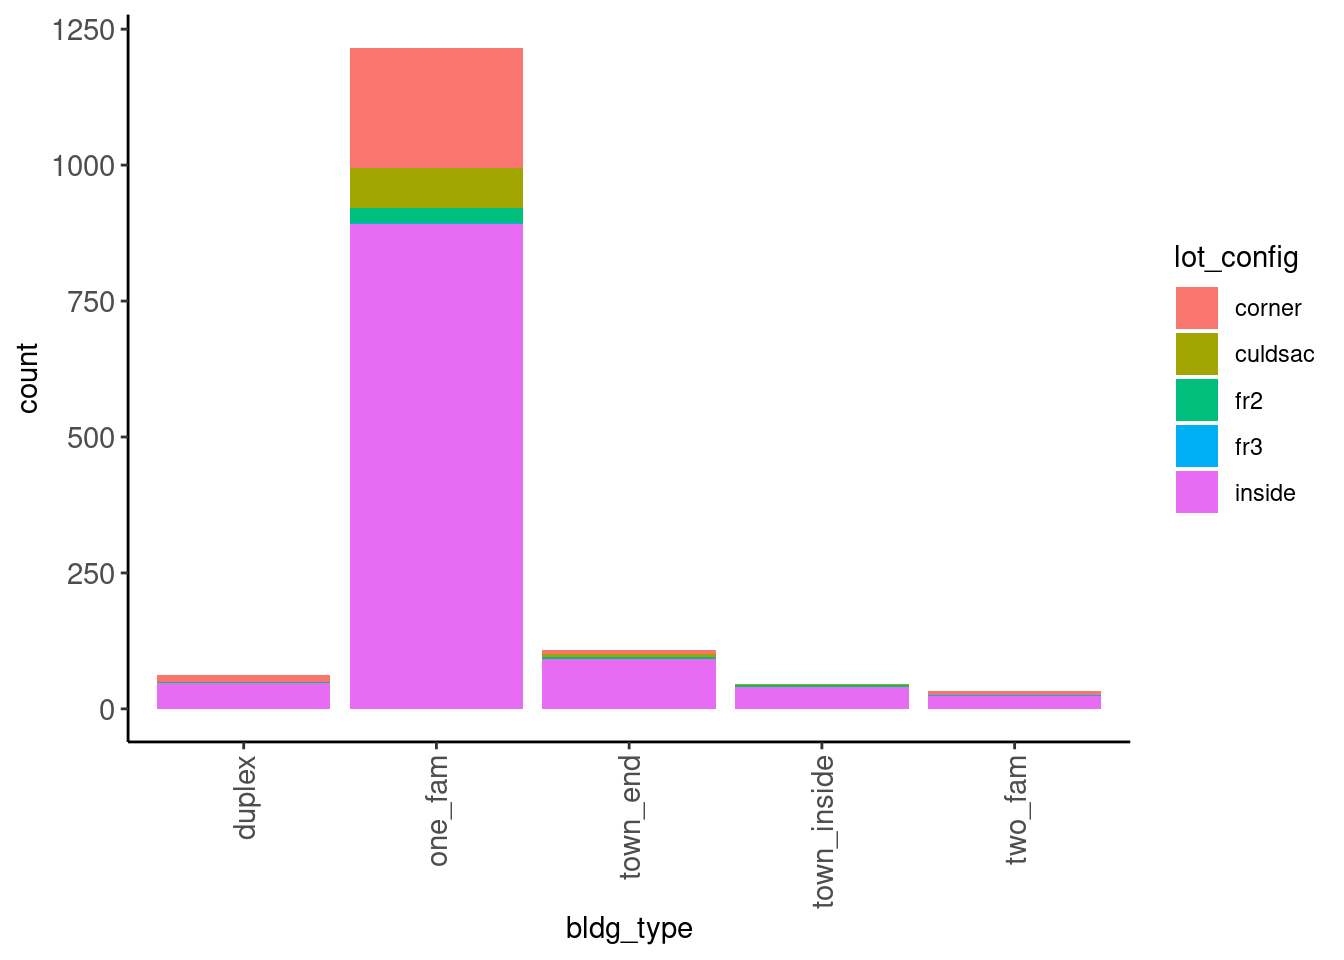 count
1250
1000
750
500
250
0
duplex
one_fam
town_end
town_inside
two_fam
bldg_type
lot_config
corner
culdsac
fr2
fr3
inside